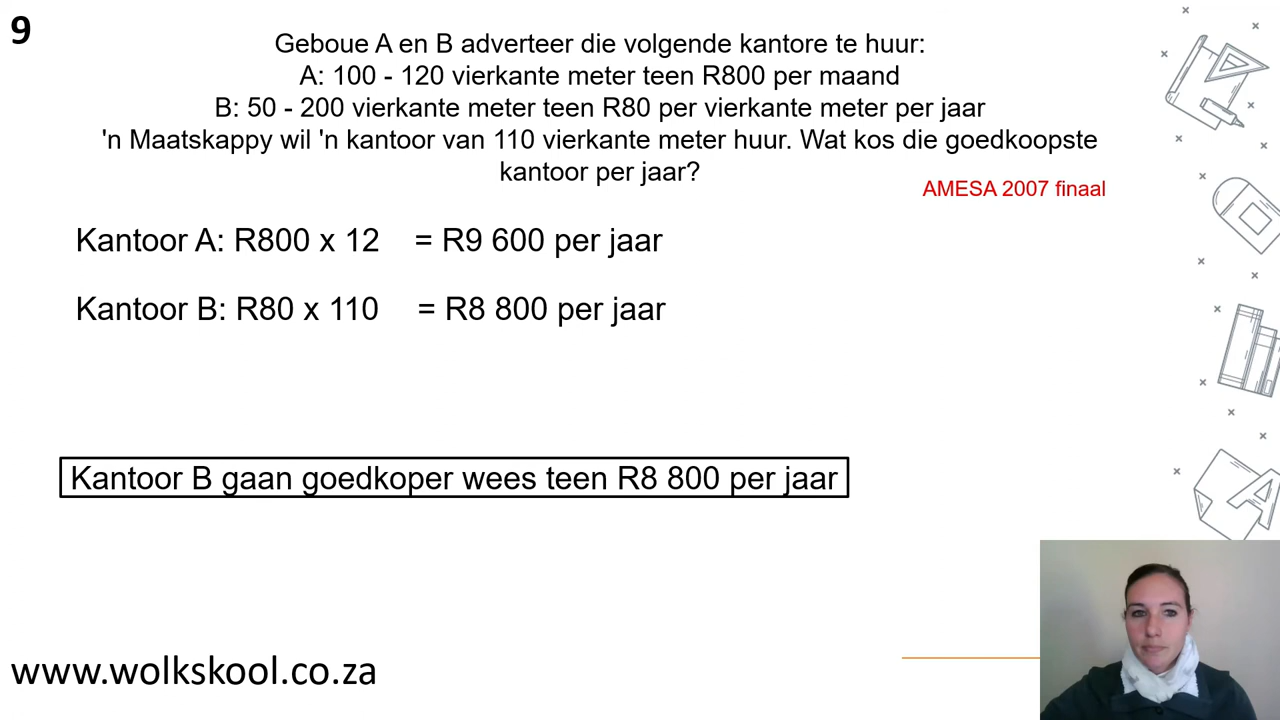 9
Geboue A en B adverteer die volgende kantore te huur:
A: 100 - 120 vierkante meter teen R800 per maand
B: 50 - 200 vierkante meter teen R80 per vierkante meter per jaar
'n Maatskappy wil 'n kantoor van 110 vierkante meter huur. Wat kos die goedkoopste
kantoor per jaar?
AMESA 2007 finaal
Kantoor A: R800 x 12 = R9 600 per jaar
Kantoor B: R80 x 110 = R8 800 per jaar
Kantoor B gaan goedkoper wees teen R8 800 per jaar
www.wolkskool.co.za